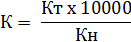 К = Кт х 10000
Кн